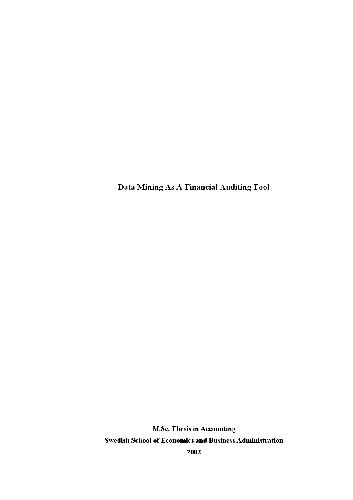 Data Mining As A Financial Auditing Tool
M.Sc. Thesis in Accounting
Swedish School of Economics and Business Administration
2002